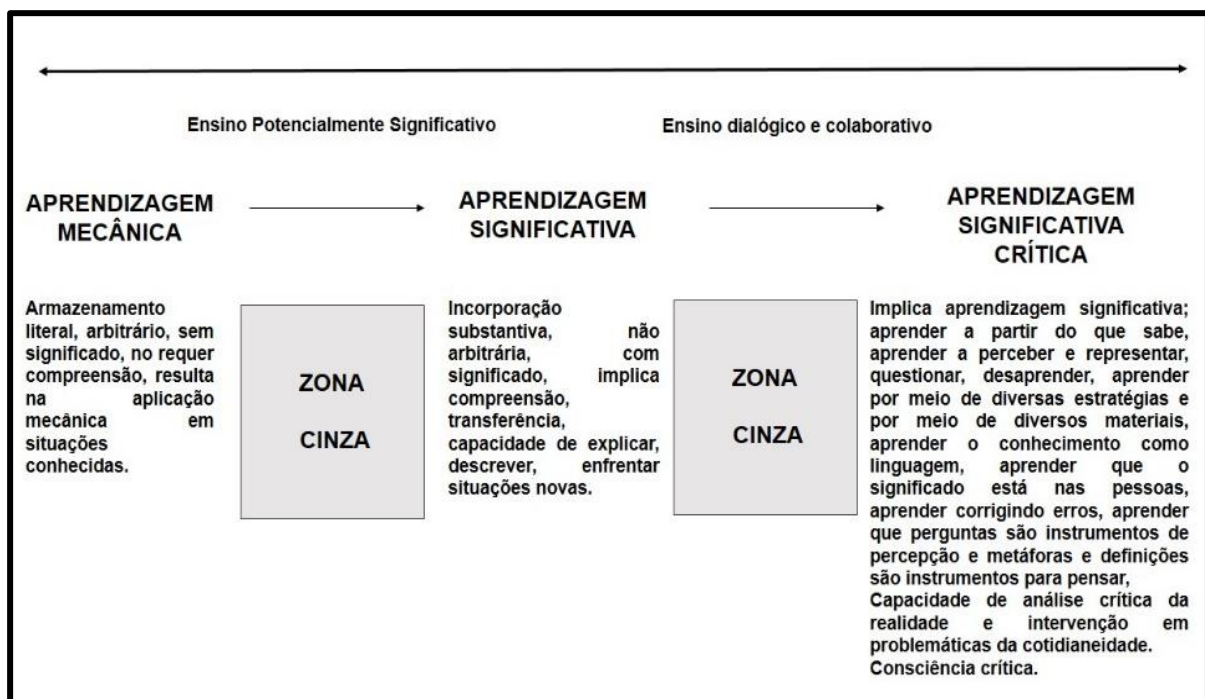 Ensino Potencialmente Significativo
Ensino dialógico e colaborativo
APRENDIZAGEM
MECÂNICA
APRENDIZAGEM
SIGNIFICATIVA
APRENDIZAGEM
SIGNIFICATIVA
CRÍTICA
Armazenamento
literal, arbitrário, sem
significado, no requer
compreensão, resulta
na aplicação
mecânica em
situações
conhecidas.
ZONA
CINZA
Incorporação
substantiva, não
arbitrária, com
significado, implica
compreensão,
transferência,
capacidade de explicar,
descrever, enfrentar
situações novas.
ZONA
CINZA
Implica aprendizagem significativa;
aprender a partir do que sabe,
aprender a perceber e representar,
questionar, desaprender, aprender
por meio de diversas estratégias e
por meio de diversos materiais,
aprender o conhecimento como
linguagem, aprender que o
significado está nas pessoas,
aprender corrigindo erros, aprender
que perguntas são instrumentos de
percepção e metáforas e definições
são instrumentos para pensar,
Capacidade de análise crítica da
realidade e intervenção em
problemáticas da cotidianeidade.
Consciência crítica.